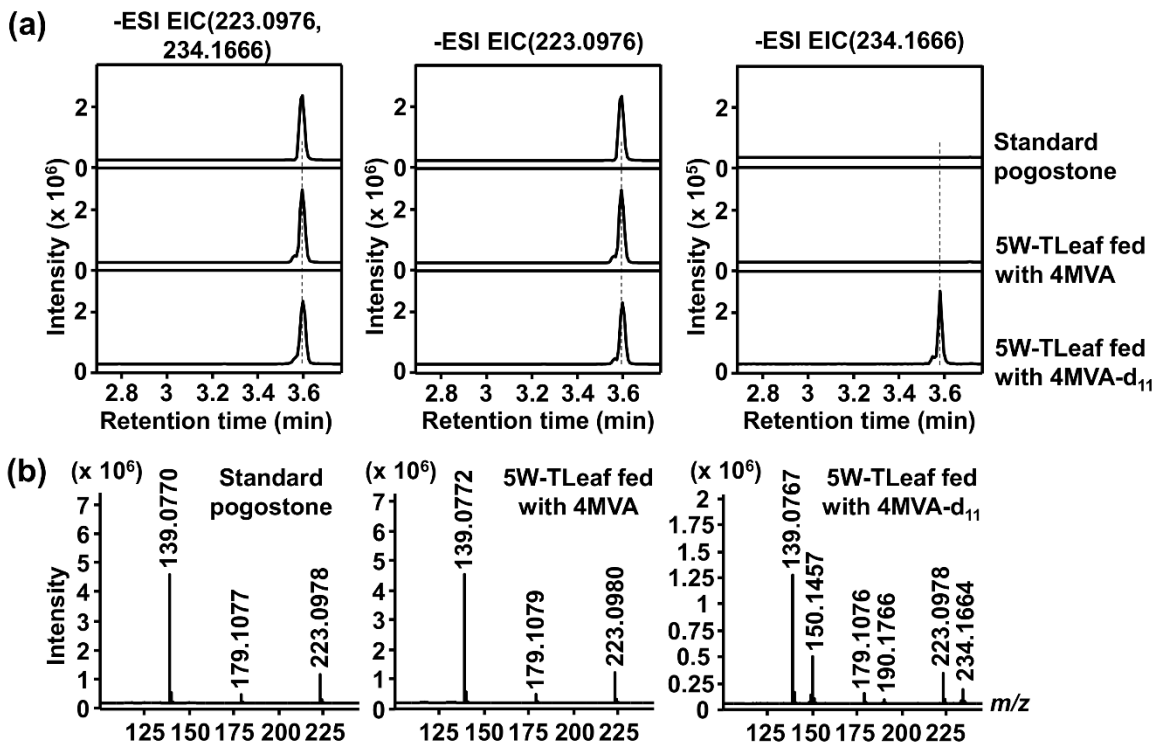 (a)
-ESI EIC(223.0976,
234.1666)
-ESI EIC(223.0976)
-ESI EIC(234.1666)
Intensity (x 10⁶)
2
0
2
0
2
0
2.8 3 3.2 3.4 3.6
Retention time (min)
Intensity (x 10⁶)
2
0
2
0
2
0
2.8 3 3.2 3.4 3.6
Retention time (min)
Intensity (x 10⁵)
2
0
2
0
2
0
2.8 3 3.2 3.4 3.6
Retention time (min)
Standard
pogostone
5W-TLeaf fed
with 4MVA
5W-TLeaf fed
with 4MVA-d₁₁
(b)
(x 10⁶)
Standard
pogostone
Intensity
7
6
5
4
3
2
1
0
139.0770
179.1077
223.0978
125 150 175 200 225
(x 10⁶)
5W-TLeaf fed
with 4MVA
7
6
5
4
3
2
1
0
139.0772
179.1079
223.0980
125 150 175 200 225
(x 10⁶)
5W-TLeaf fed
with 4MVA-d₁₁
2
1.75
1.5
1.25
1
0.75
0.5
0.25
0
139.0767
150.1457
179.1076
190.1766
223.0978
234.1664
125 150 175 200 225
m/z